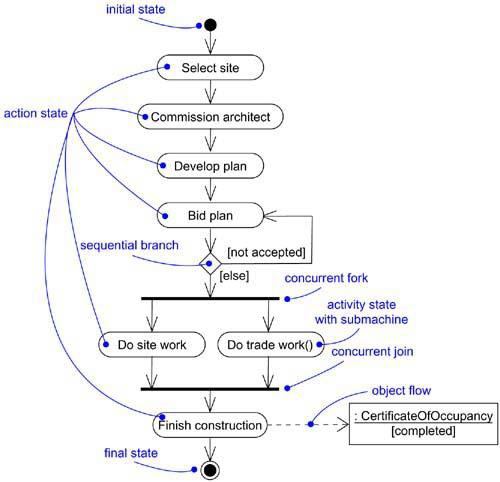 initial state
Select site
action state
Commission architect
Develop plan
Bid plan
sequential branch
[not accepted]
[else]
concurrent fork
activity state
with submachine
Do site work
Do trade work()
concurrent join
object flow
: CertificateOfOccupancy
[completed]
Finish construction
final state